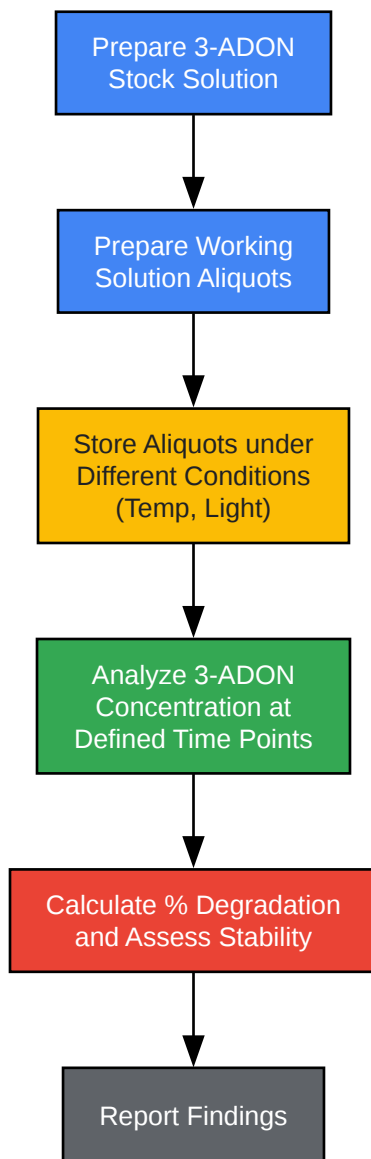 Prepare 3-ADON
Stock Solution
Prepare Working
Solution Aliquots
Store Aliquots under
Different Conditions
(Temp, Light)
Analyze 3-ADON
Concentration at
Defined Time Points
Calculate % Degradation
and Assess Stability
Report Findings